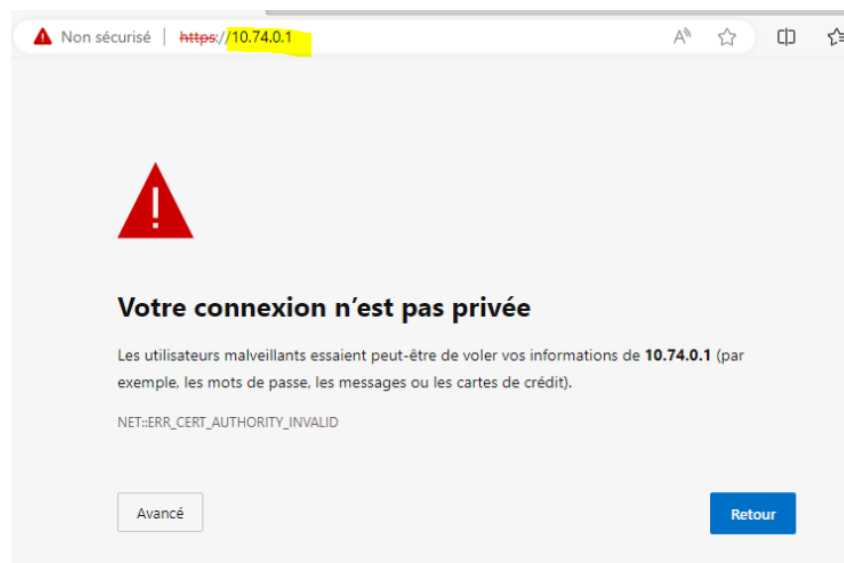 Non sécurisé | https://10.74.0.1
Votre connexion n’est pas privée
Les utilisateurs malveillants essaient peut-être de voler vos informations de 10.74.0.1 (par
exemple, les mots de passe, les messages ou les cartes de crédit).
NET::ERR_CERT_AUTHORITY_INVALID
Avancé
Retour